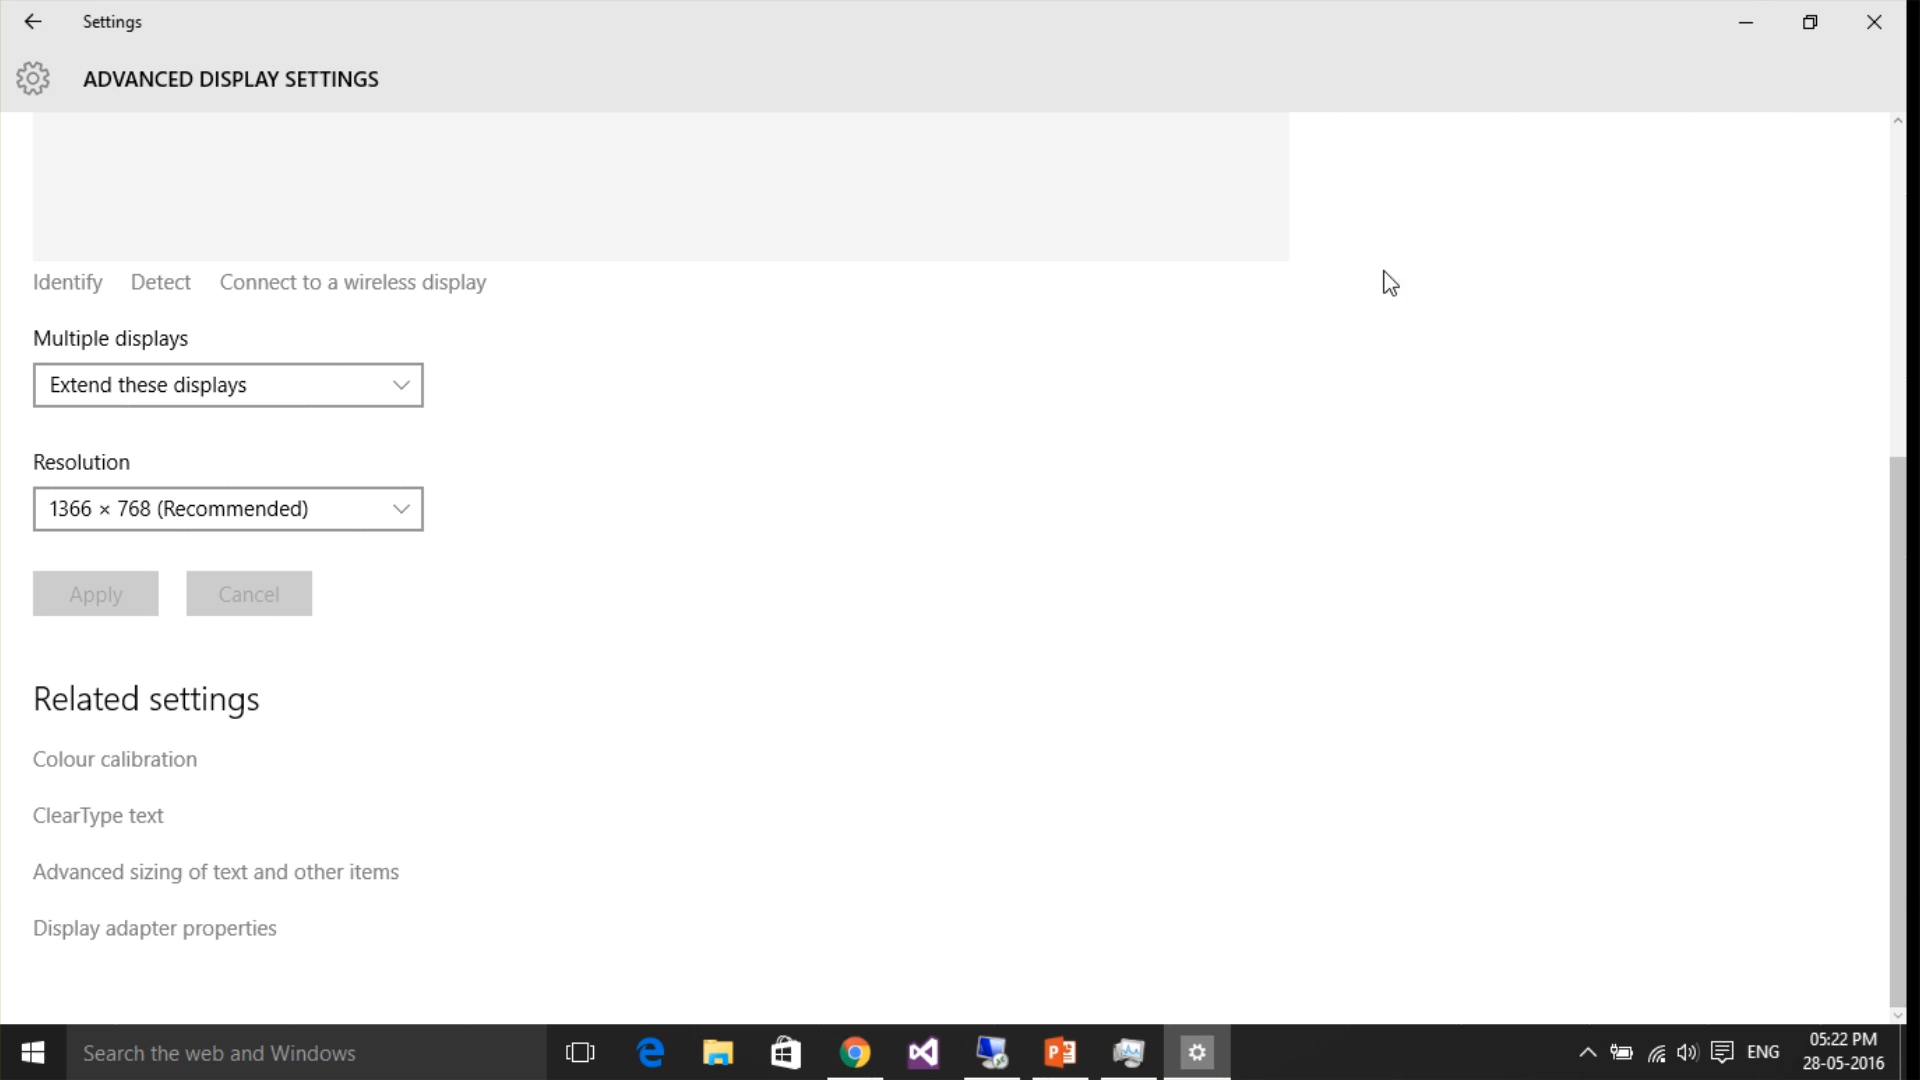 Settings
ADVANCED DISPLAY SETTINGS
Identify Detect Connect to a wireless display
Multiple displays
Extend these displays
Resolution
1366 × 768 (Recommended)
Apply Cancel
Related settings
Colour calibration
ClearType text
Advanced sizing of text and other items
Display adapter properties
Search the web and Windows
ENG
05:22 PM
28-05-2016